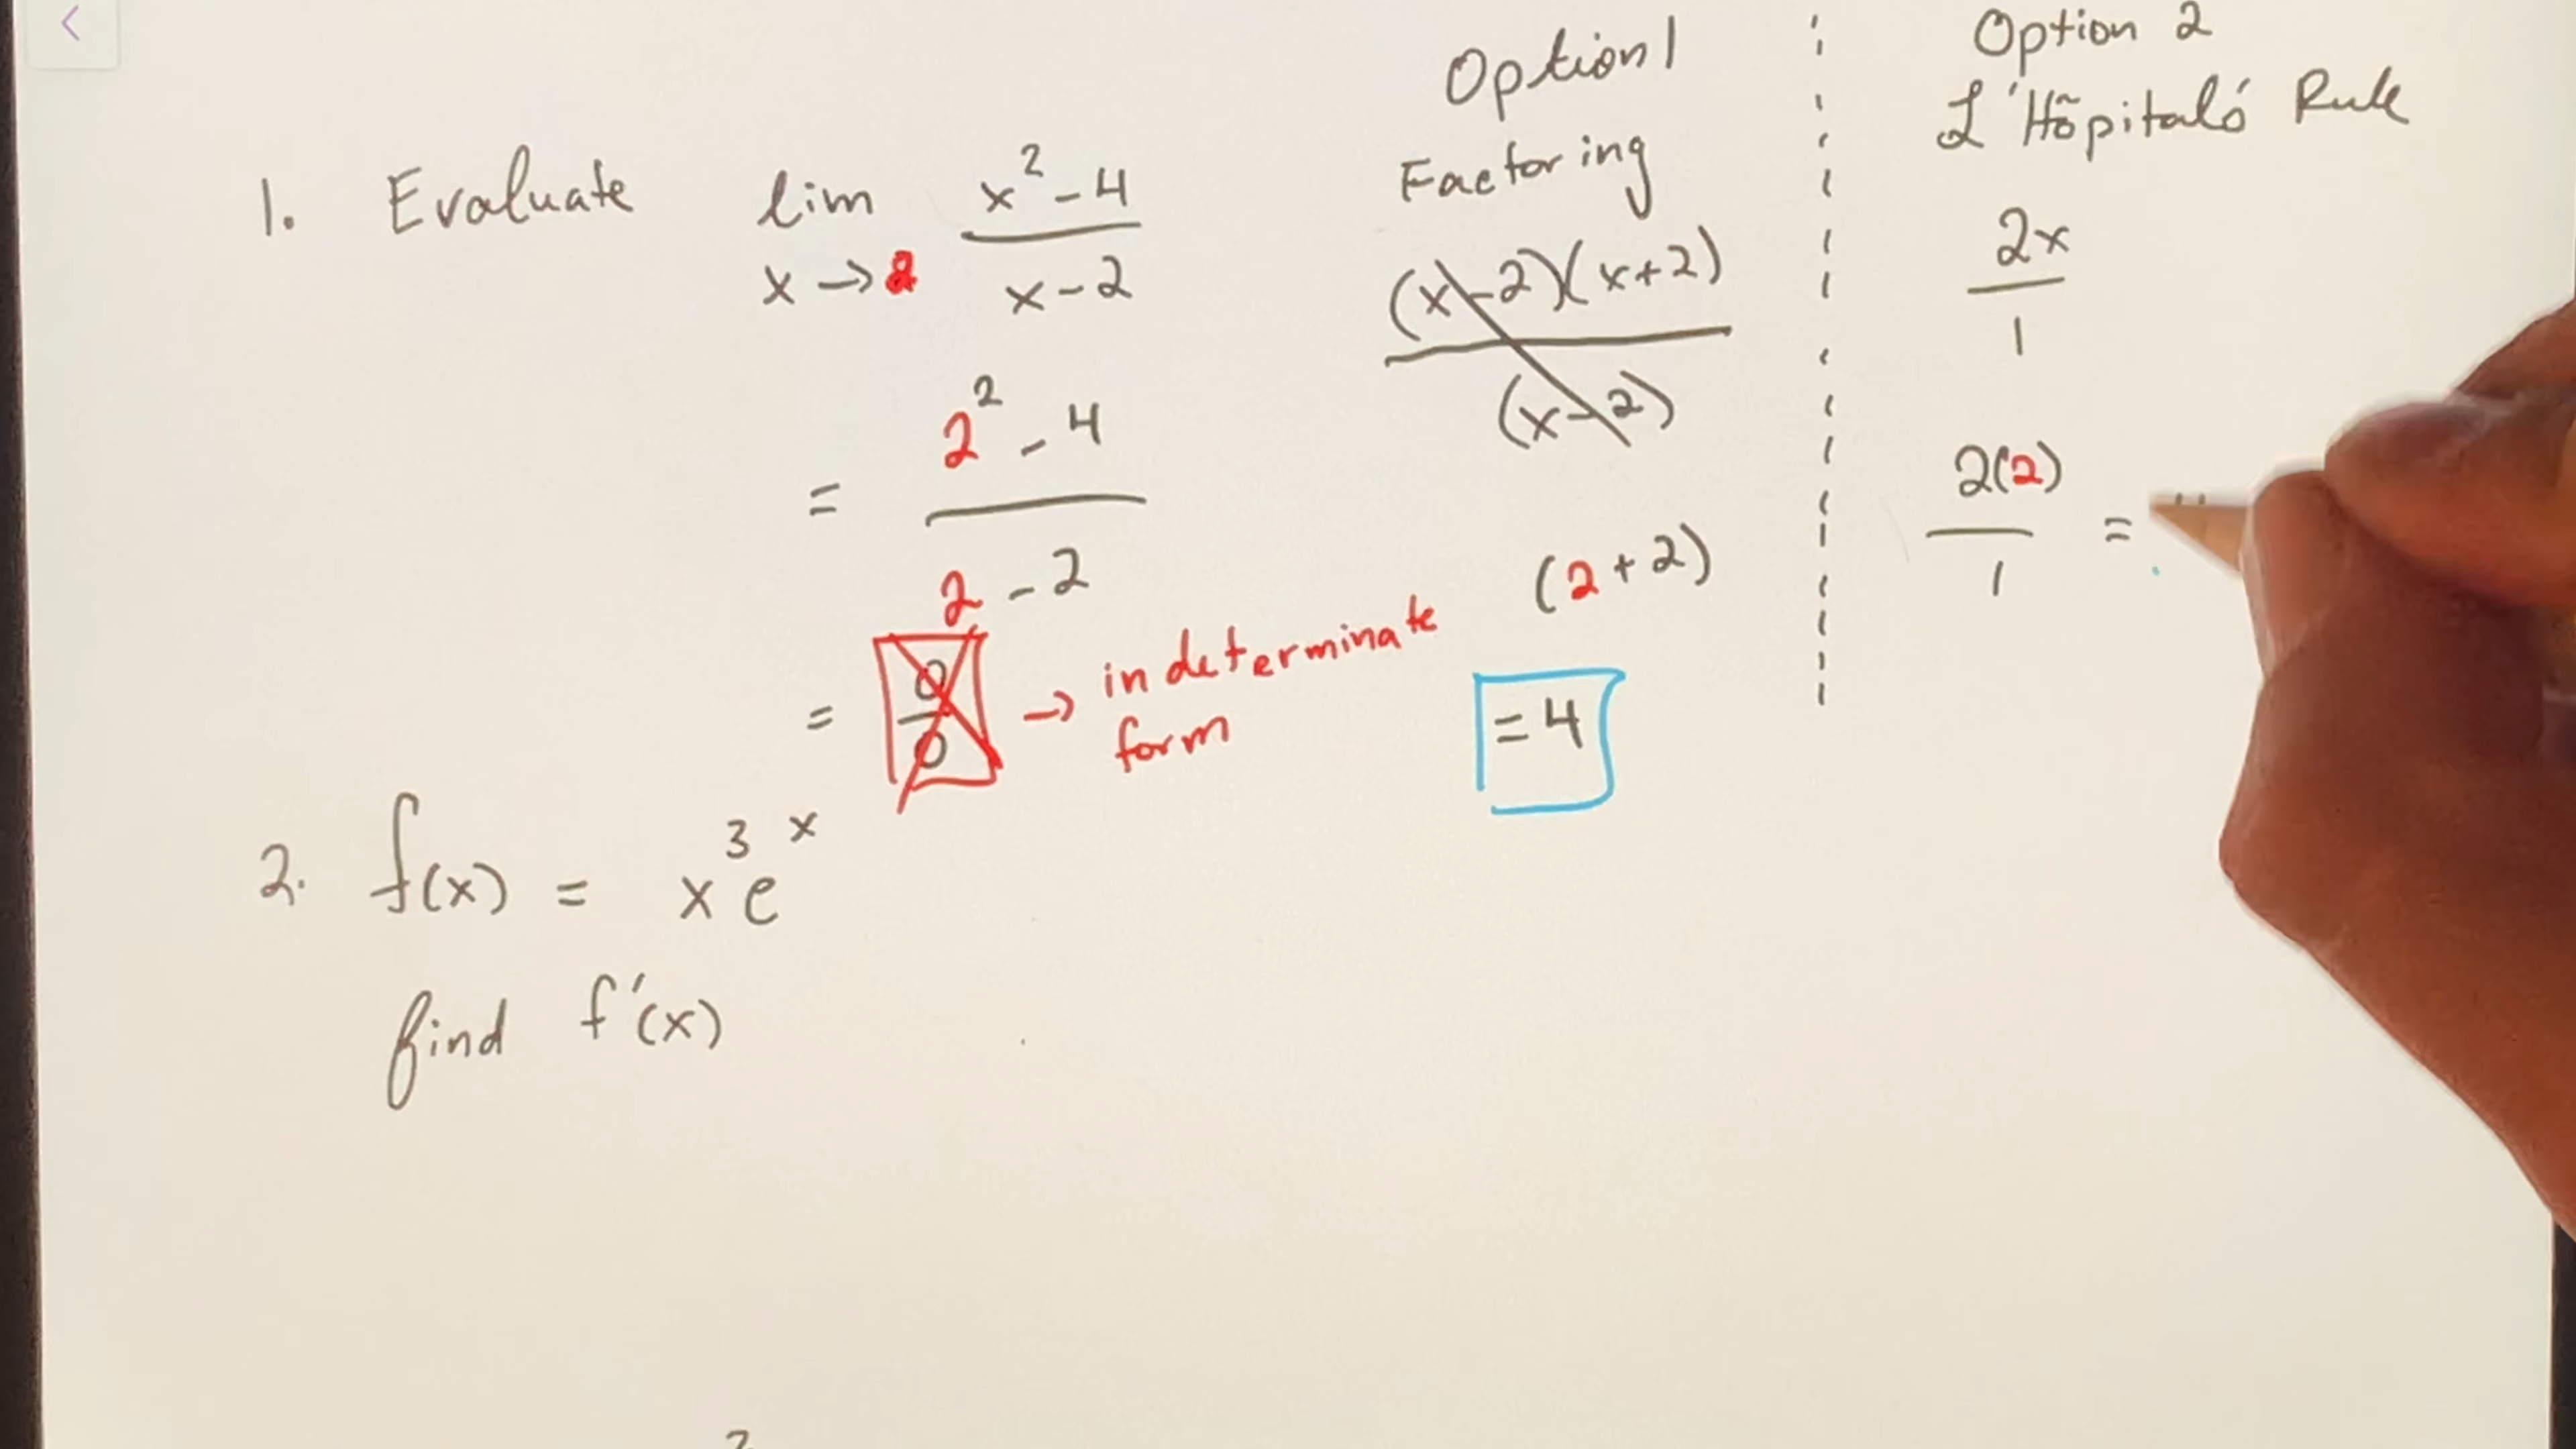 1. Evaluate lim x→2 x²-4 / x-2
= 2²-4 / 2-2
= 0/0 → indeterminate form
Option 1
Factoring
(x-2)(x+2) / (x-2)
(2+2)
= 4
Option 2
L'Hõpital's Rule
2x / 1
2(2) / 1 =
2. f(x) = x³eˣ
find f'(x)